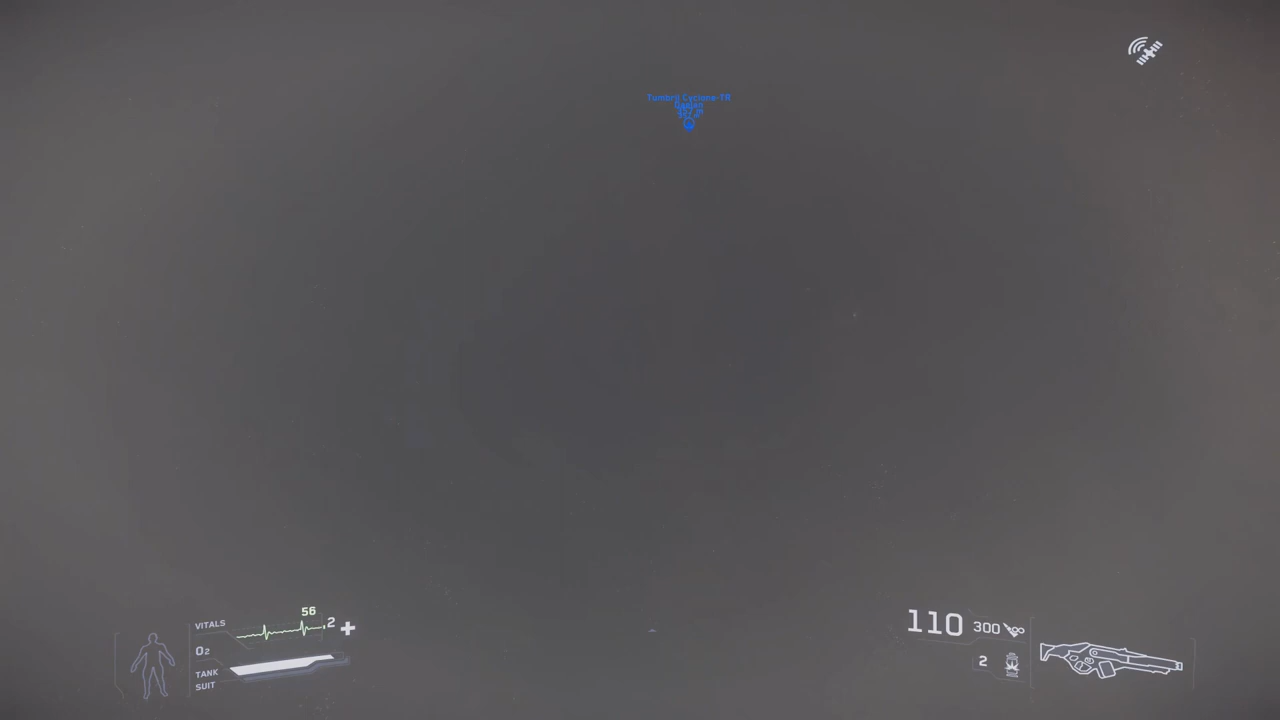 Tumbril Cyclone-TR
56
VITALS
2
O2
TANK
SUIT
110 300
2